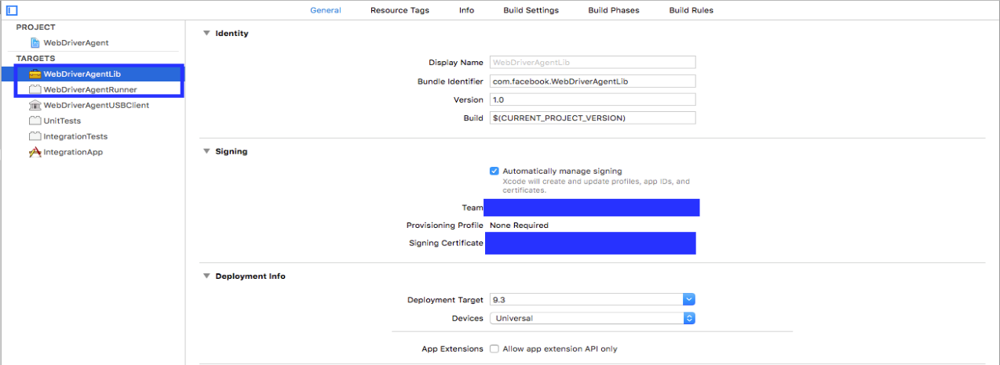 General Resource Tags Info Build Settings Build Phases Build Rules
PROJECT
WebDriverAgent
TARGETS
WebDriverAgentLib
WebDriverAgentRunner
WebDriverAgentUSBClient
UnitTests
IntegrationTests
IntegrationApp
Identity
Display Name WebDriverAgentLib
Bundle Identifier com.facebook.WebDriverAgentLib
Version 1.0
Build $(CURRENT_PROJECT_VERSION)
Signing
Automatically manage signing
Xcode will create and update profiles, app IDs, and
certificates.
Team
Provisioning Profile None Required
Signing Certificate
Deployment Info
Deployment Target 9.3
Devices Universal
App Extensions Allow app extension API only